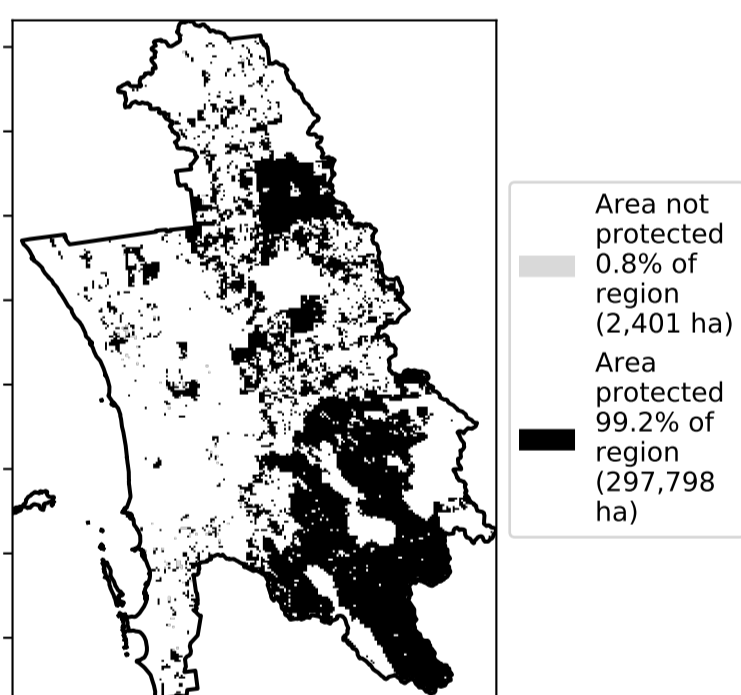 Area not
protected
0.8% of
region
(2,401 ha)
Area
protected
99.2% of
region
(297,798
ha)